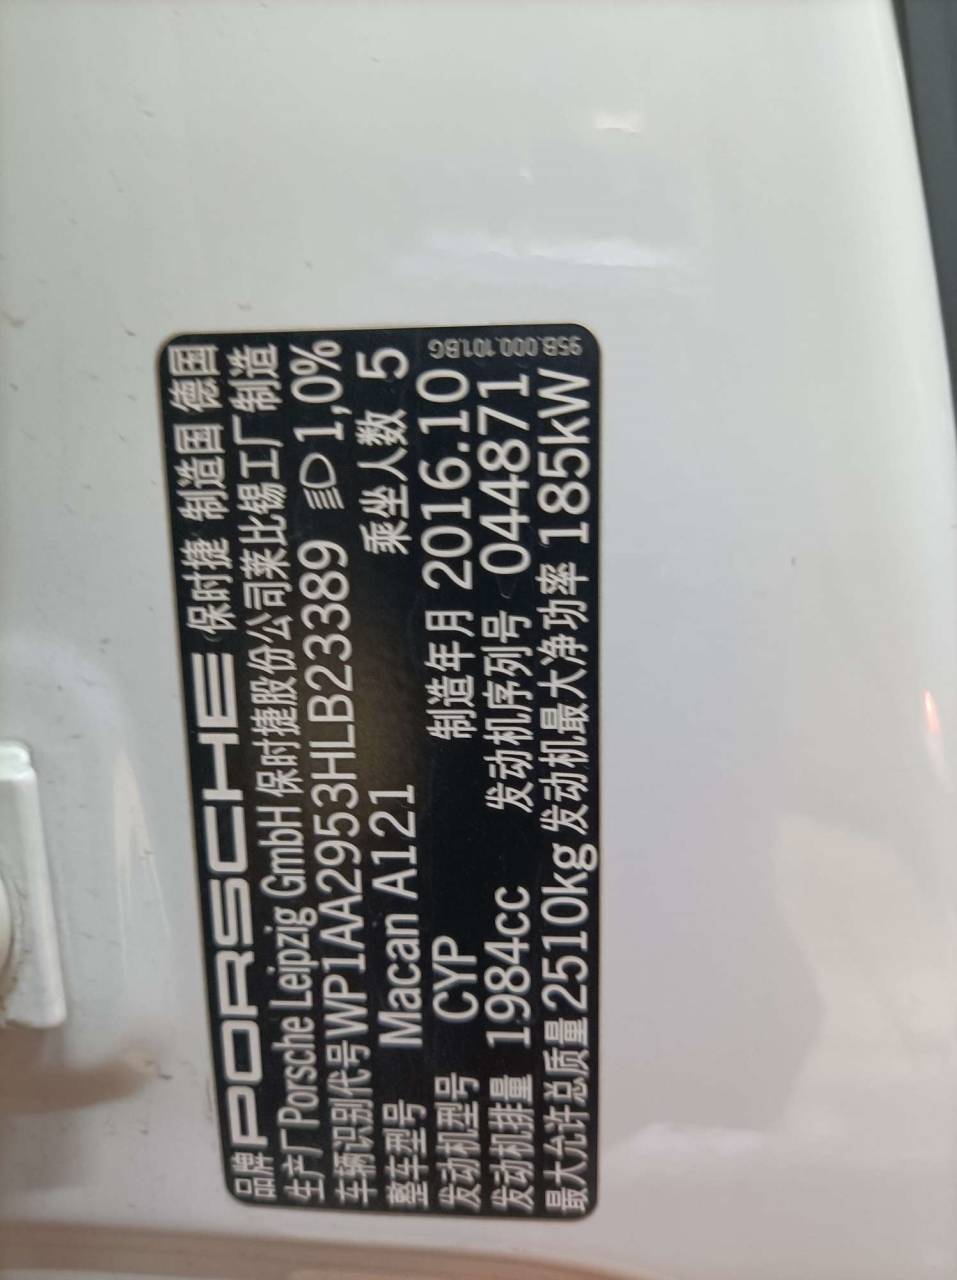 品牌 PORSCHE 保时捷 制造国 德国
生产厂 Porsche Leipzig GmbH 保时捷股份公司莱比锡工厂制造
车辆识别代号 WP1AA2953HLB23389 1,0%
整车型号 Macan A121 乘坐人数 5
发动机型号 CYP 制造年月 2016.10
发动机排量 1984cc 发动机序列号 044871
最大允许总质量 2510kg 发动机最大净功率 185kW
95B.000.101.BG